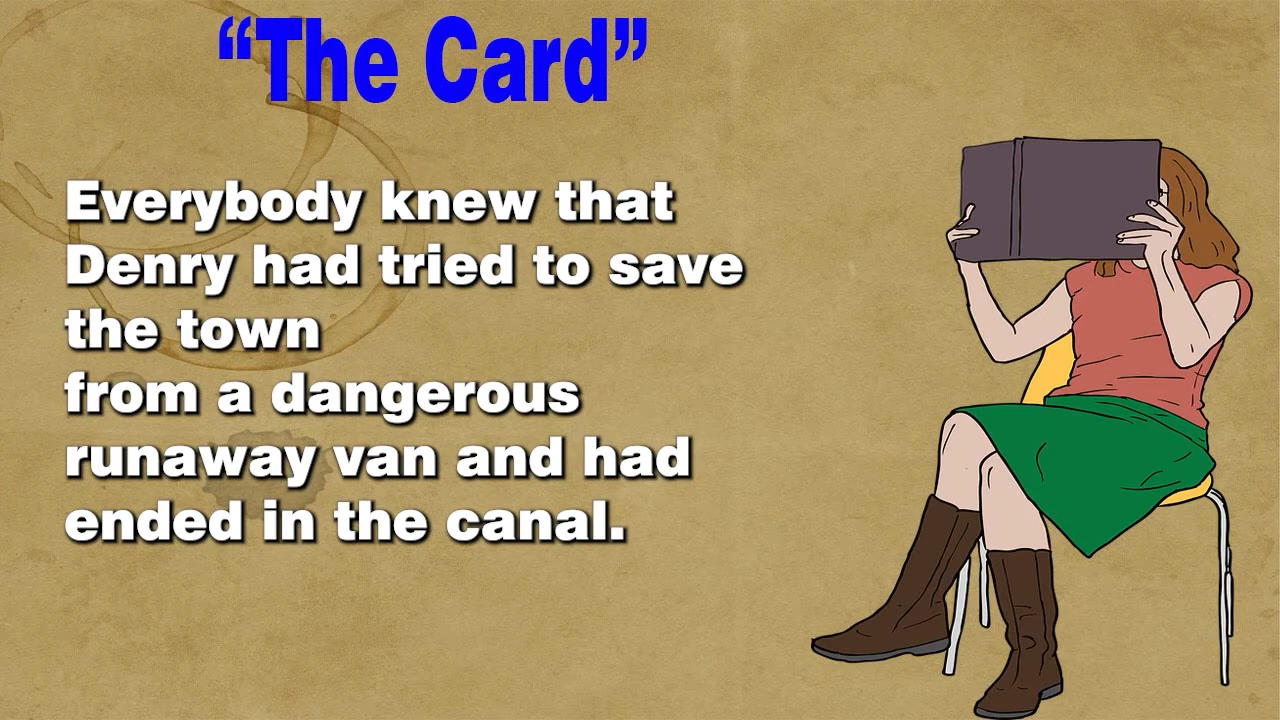 “The Card”
Everybody knew that
Denry had tried to save
the town
from a dangerous
runaway van and had
ended in the canal.